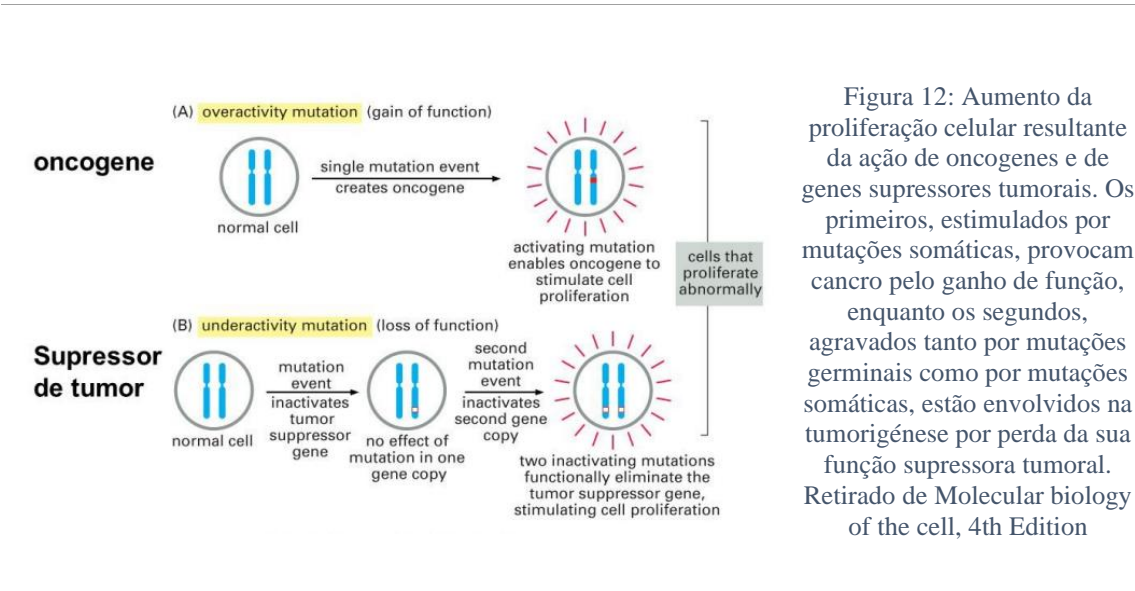 (A) overactivity mutation (gain of function)
oncogene
normal cell
single mutation event
creates oncogene
activating mutation
enables oncogene to
stimulate cell
proliferation
cells that
proliferate
abnormally
(B) underactivity mutation (loss of function)
Supressor
de tumor
normal cell
mutation
event
inactivates
tumor
suppressor
gene
no effect of
mutation in one
gene copy
second
mutation
event
inactivates
second gene
copy
two inactivating mutations
functionally eliminate the
tumor suppressor gene,
stimulating cell proliferation
Figura 12: Aumento da
proliferação celular resultante
da ação de oncogenes e de
genes supressores tumorais. Os
primeiros, estimulados por
mutações somáticas, provocam
cancro pelo ganho de função,
enquanto os segundos,
agravados tanto por mutações
germinais como por mutações
somáticas, estão envolvidos na
tumorigénese por perda da sua
função supressora tumoral.
Retirado de Molecular biology
of the cell, 4th Edition